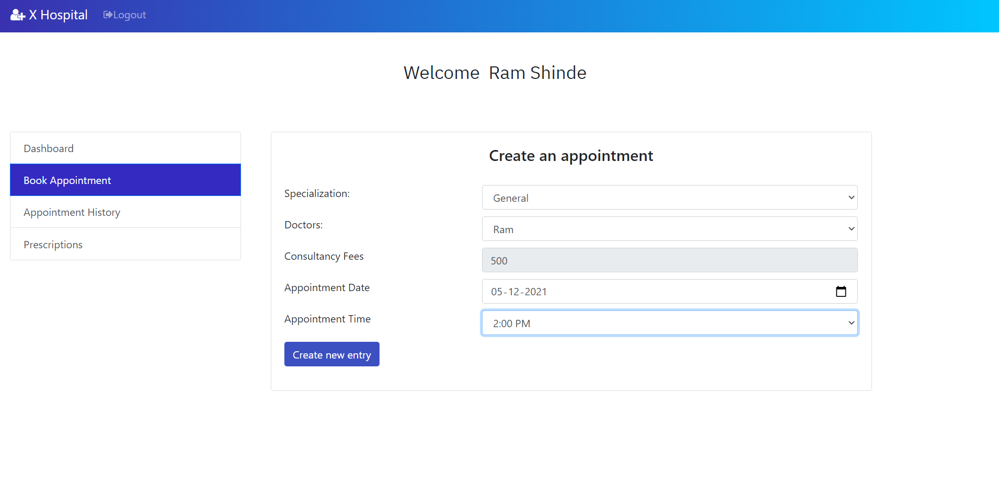 X Hospital Logout
Welcome Ram Shinde
Dashboard
Book Appointment
Appointment History
Prescriptions
Create an appointment
Specialization: General
Doctors: Ram
Consultancy Fees 500
Appointment Date 05-12-2021
Appointment Time 2:00 PM
Create new entry